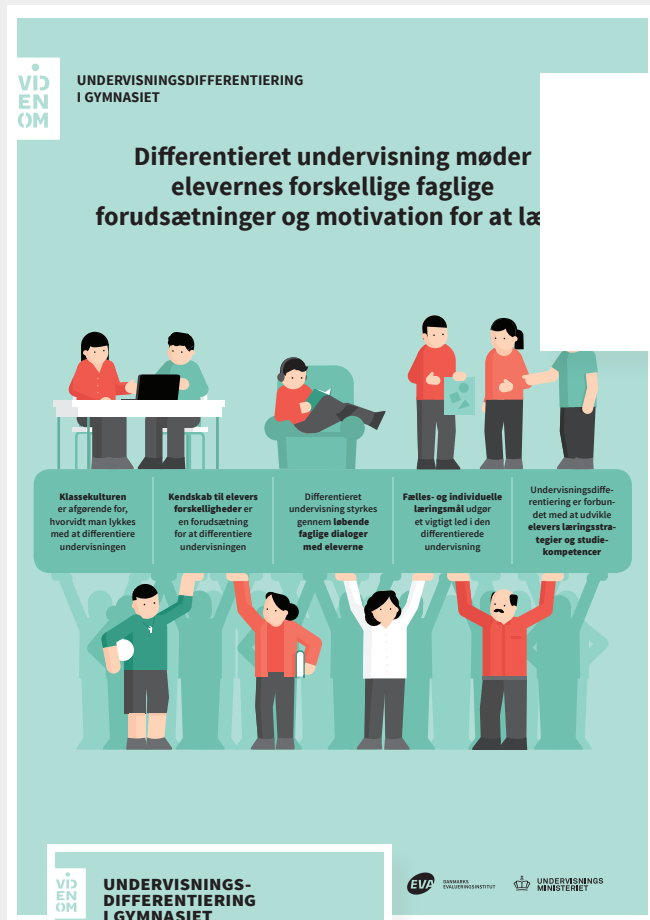 VID
EN
OM
UNDERVISNINGSDIFFERENTIERING
I GYMNASIET
Differentieret undervisning møder
elevernes forskellige faglige
forudsætninger og motivation for at læ
Klassekulturen
er afgørende for,
hvorvidt man lykkes
med at differentiere
undervisningen
Kendskab til elevers
forskelligheder er
en forudsætning
for at differentiere
undervisningen
Differentieret
undervisning styrkes
gennem løbende
faglige dialoger
med eleverne
Fælles- og individuelle
læringsmål udgør
et vigtigt led i den
differentierede
undervisning
Undervisningsdiffe-
rentiering er forbun-
det med at udvikle
elevers læringsstra-
tegier og studie-
kompetencer
VID
EN
OM
UNDERVISNINGS-
DIFFERENTIERING
I GYMNASIET
EVA
DANMARKS
EVALUERINGSINSTITUT
UNDERVISNINGS
MINISTERIET